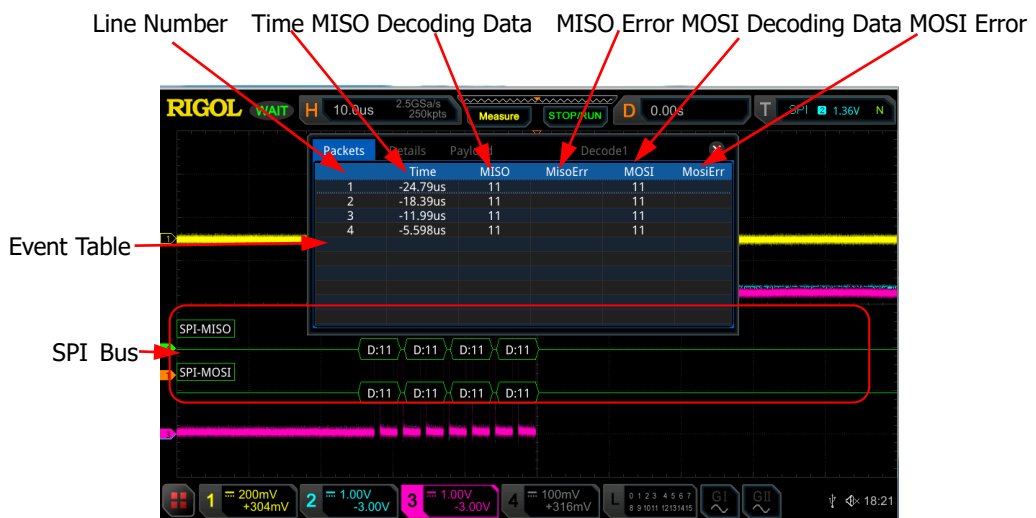 Line Number Time MISO Decoding Data MISO Error MOSI Decoding Data MOSI Error
RIGOL WAIT H 10.0us 2.5GSa/s 250kpts Measure STOP/RUN D 0.00s T SPI 2 1.36V N
Packets Details Payload Decode1
Time MISO MisoErr MOSI MosiErr
1 -24.79us 11 11
2 -18.39us 11 11
3 -11.99us 11 11
4 -5.598us 11 11
Event Table
SPI-MISO
D:11 D:11 D:11 D:11
SPI Bus
SPI-MOSI
D:11 D:11 D:11 D:11
1 200mV +304mV 2 1.00V -3.00V 3 1.00V -3.00V 4 100mV +316mV L 0 1 2 3 4 5 6 7 8 9 10 11 12 13 14 15 GI GII 18:21